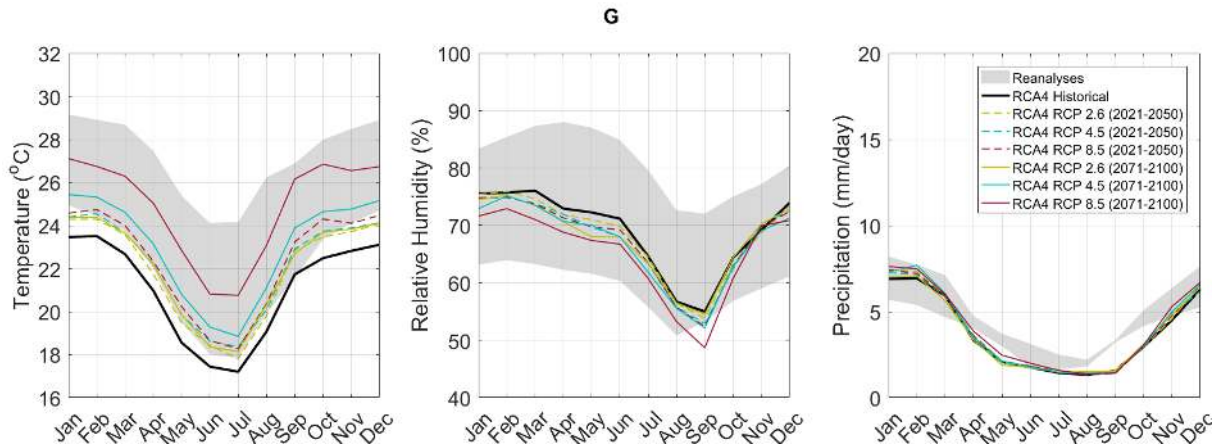 G
Temperature (°C)
32
30
28
26
24
22
20
18
16
Jan Feb Mar Apr May Jun Jul Aug Sep Oct Nov Dec
Relative Humidity (%)
100
90
80
70
60
50
40
Jan Feb Mar Apr May Jun Jul Aug Sep Oct Nov Dec
Precipitation (mm/day)
20
15
10
5
0
Jan Feb Mar Apr May Jun Jul Aug Sep Oct Nov Dec
Reanalyses
RCA4 Historical
RCA4 RCP 2.6 (2021-2050)
RCA4 RCP 4.5 (2021-2050)
RCA4 RCP 8.5 (2021-2050)
RCA4 RCP 2.6 (2071-2100)
RCA4 RCP 4.5 (2071-2100)
RCA4 RCP 8.5 (2071-2100)